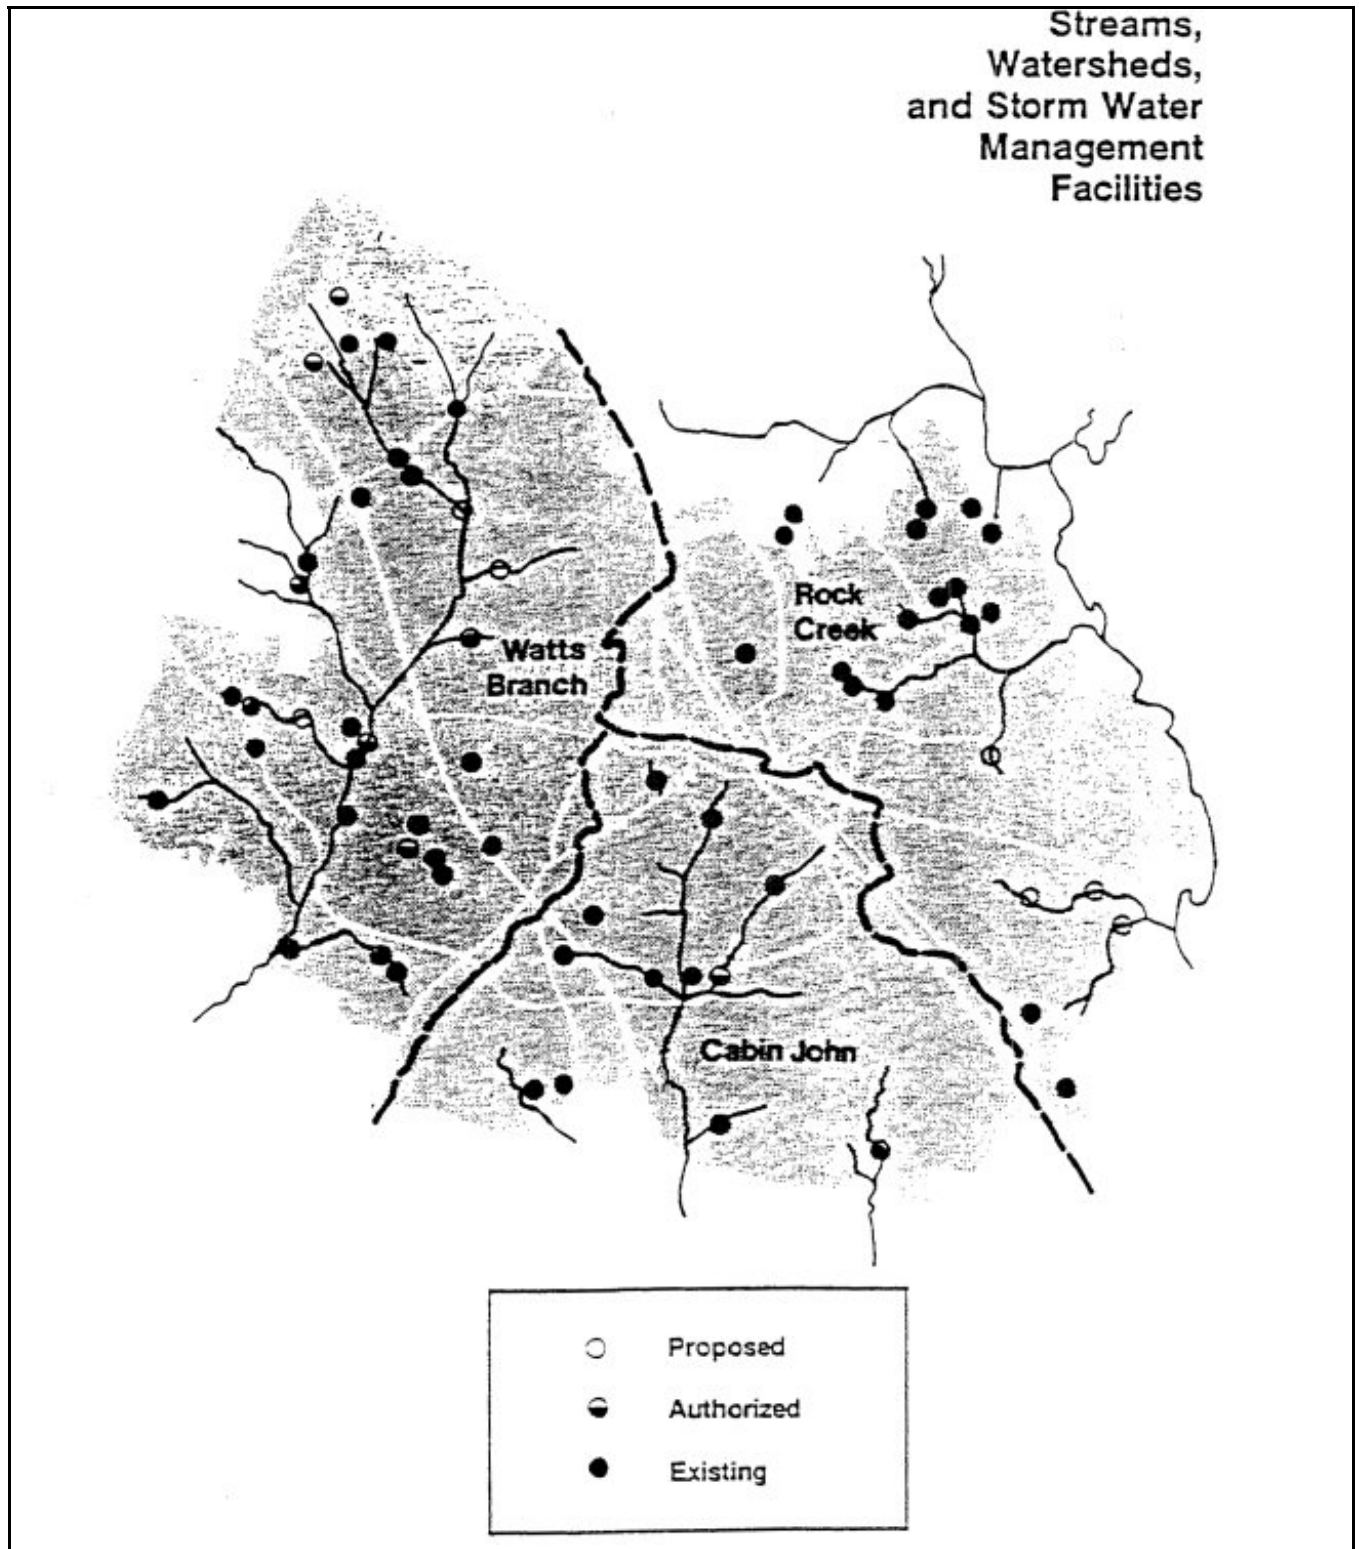 Streams,
Watersheds,
and Storm Water
Management
Facilities
Rock
Creek
Watts
Branch
Cabin John
Proposed
Authorized
Existing